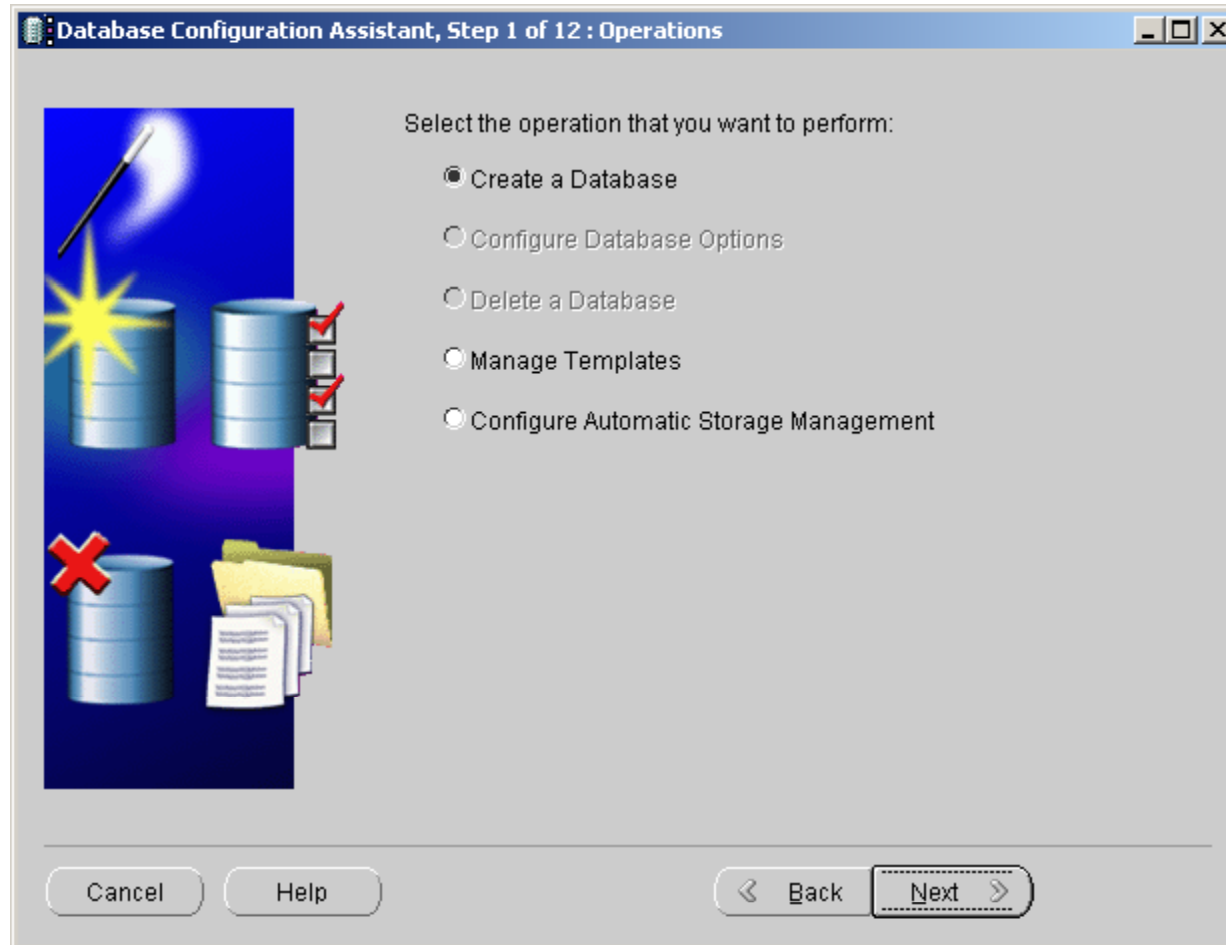 Database Configuration Assistant, Step 1 of 12 : Operations
Select the operation that you want to perform:
Create a Database
Configure Database Options
Delete a Database
Manage Templates
Configure Automatic Storage Management
Cancel
Help
Back
Next